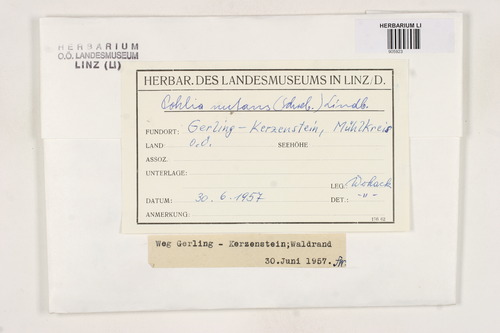 HERBARIUM LI
HERBARIUM
O.Ö. LANDESMUSEUM
LINZ (LI)
HERBAR. DES LANDESMUSEUMS IN LINZ/D.
Pohlia nutans (Schreb.) Lindb.
FUNDORT: Gerling – Kerzenstein, Mühlkreis
LAND O.Ö. SEEHÖHE
ASSOZ.
UNTERLAGE:
LEG.
DATUM: 30.6.1957 DET.: -"-
ANMERKUNG:
Weg Gerling - Kerzenstein;Waldrand
30.Juni 1957.